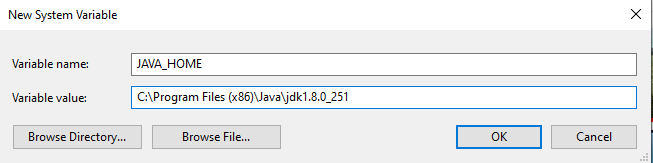 New System Variable
Variable name: JAVA_HOME
Variable value: C:\Program Files (x86)\Java\jdk1.8.0_251
Browse Directory... Browse File... OK Cancel